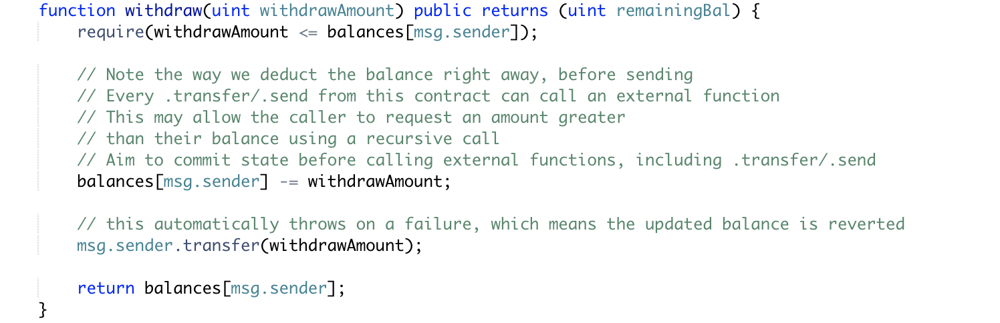 function withdraw(uint withdrawAmount) public returns (uint remainingBal) {
require(withdrawAmount <= balances[msg.sender]);
// Note the way we deduct the balance right away, before sending
// Every .transfer/.send from this contract can call an external function
// This may allow the caller to request an amount greater
// than their balance using a recursive call
// Aim to commit state before calling external functions, including .transfer/.send
balances[msg.sender] -= withdrawAmount;
// this automatically throws on a failure, which means the updated balance is reverted
msg.sender.transfer(withdrawAmount);
return balances[msg.sender];
}